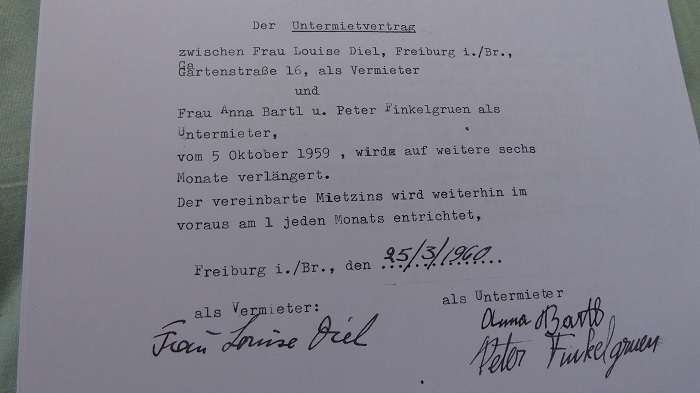 Der Untermietvertrag
zwischen Frau Louise Diel, Freiburg i./Br.,
Gartenstraße 16, als Vermieter
und
Frau Anna Bartl u. Peter Finkelgruen als
Untermieter,
vom 5 Oktober 1959 , wird auf weitere sechs
Monate verlängert.
Der vereinbarte Mietzins wird weiterhin im
voraus am 1 jeden Monats entrichtet,
Freiburg i./Br., den 25/3/1960
als Vermieter: als Untermieter
Frau Louise Diel Anna Bartl
Peter Finkelgruen